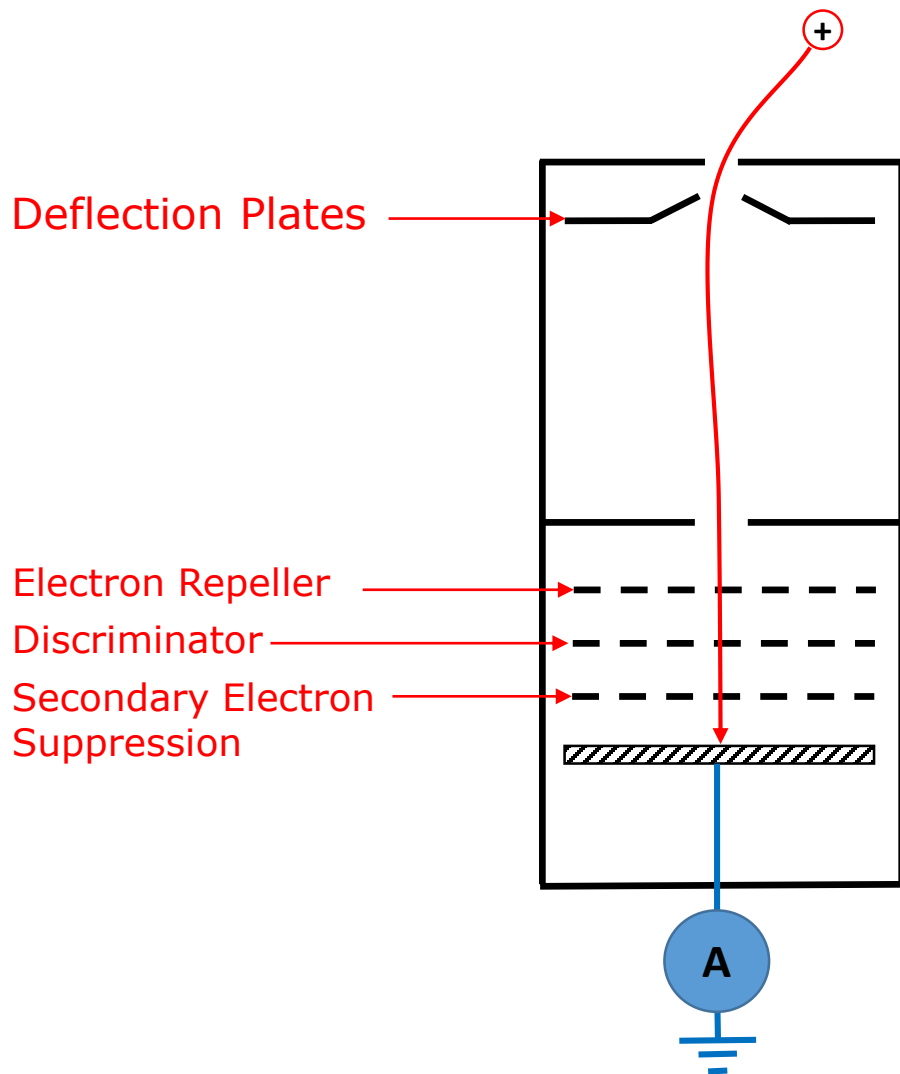 +
Deflection Plates
Electron Repeller
Discriminator
Secondary Electron
Suppression
A